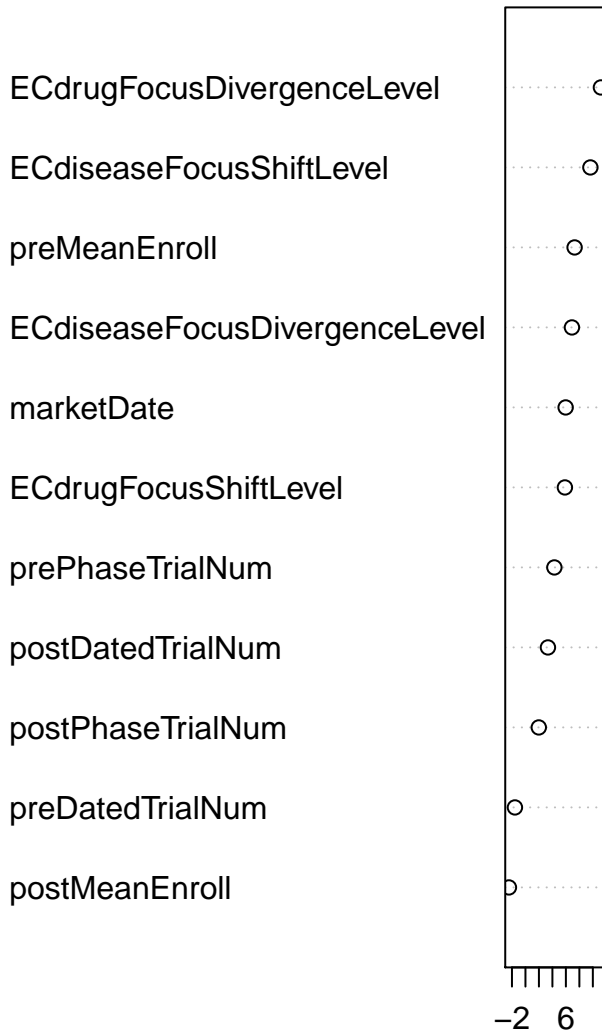 ECdrugFocusDivergenceLevel
ECdiseaseFocusShiftLevel
preMeanEnroll
ECdiseaseFocusDivergenceLevel
marketDate
ECdrugFocusShiftLevel
prePhaseTrialNum
postDatedTrialNum
postPhaseTrialNum
preDatedTrialNum
postMeanEnroll
−2 6